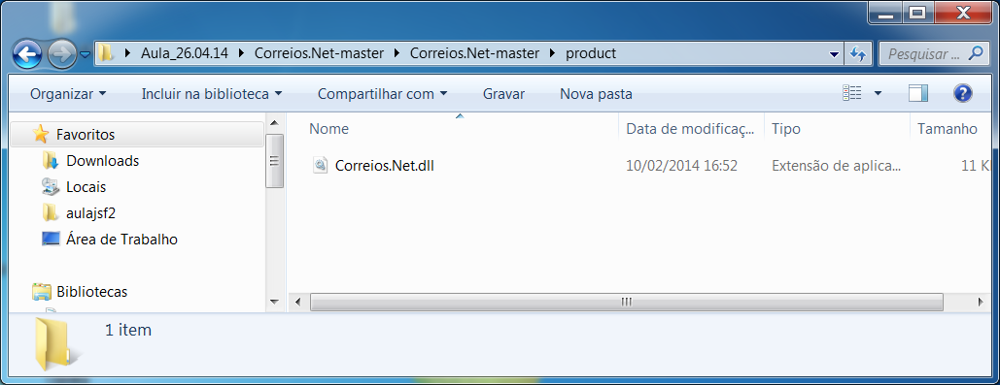 Aula_26.04.14 Correios.Net-master Correios.Net-master product Pesquisar ...
Organizar Incluir na biblioteca Compartilhar com Gravar Nova pasta
Favoritos
Downloads
Locais
aulajsf2
Área de Trabalho
Bibliotecas
Nome Data de modificaç... Tipo Tamanho
Correios.Net.dll 10/02/2014 16:52 Extensão de aplica... 11 K
1 item